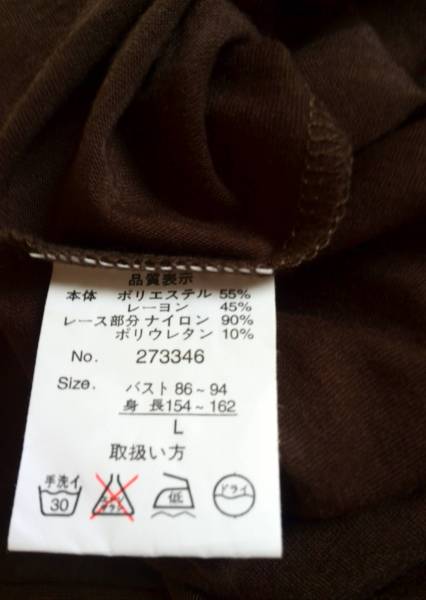 品質表示
本体 ポリエステル 55%
レーヨン 45%
レース部分 ナイロン 90%
ポリウレタン 10%
No. 273346
Size. バスト 86~94
身長154~162
L
取扱い方
手洗イ
30
低
ドライ